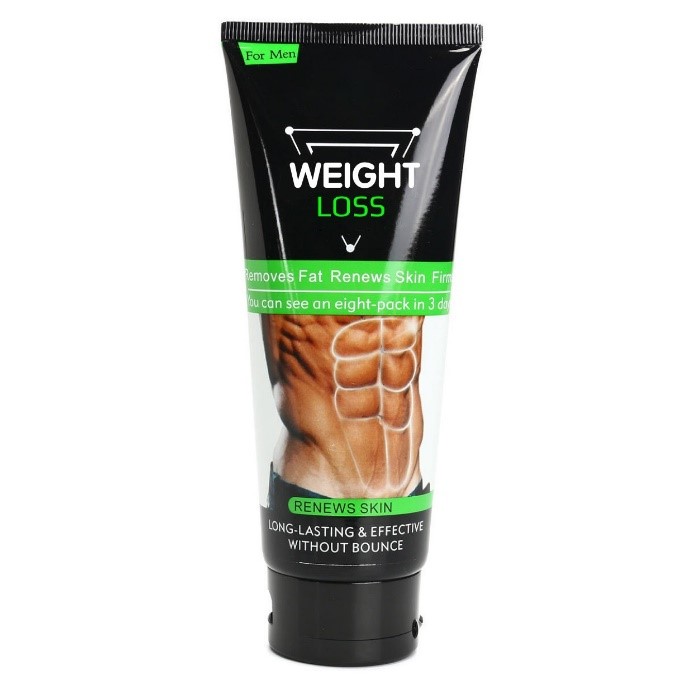 For Men
WEIGHT
LOSS
Removes Fat Renews Skin Firm
You can see an eight-pack in 3 day
RENEWS SKIN
LONG-LASTING & EFFECTIVE
WITHOUT BOUNCE